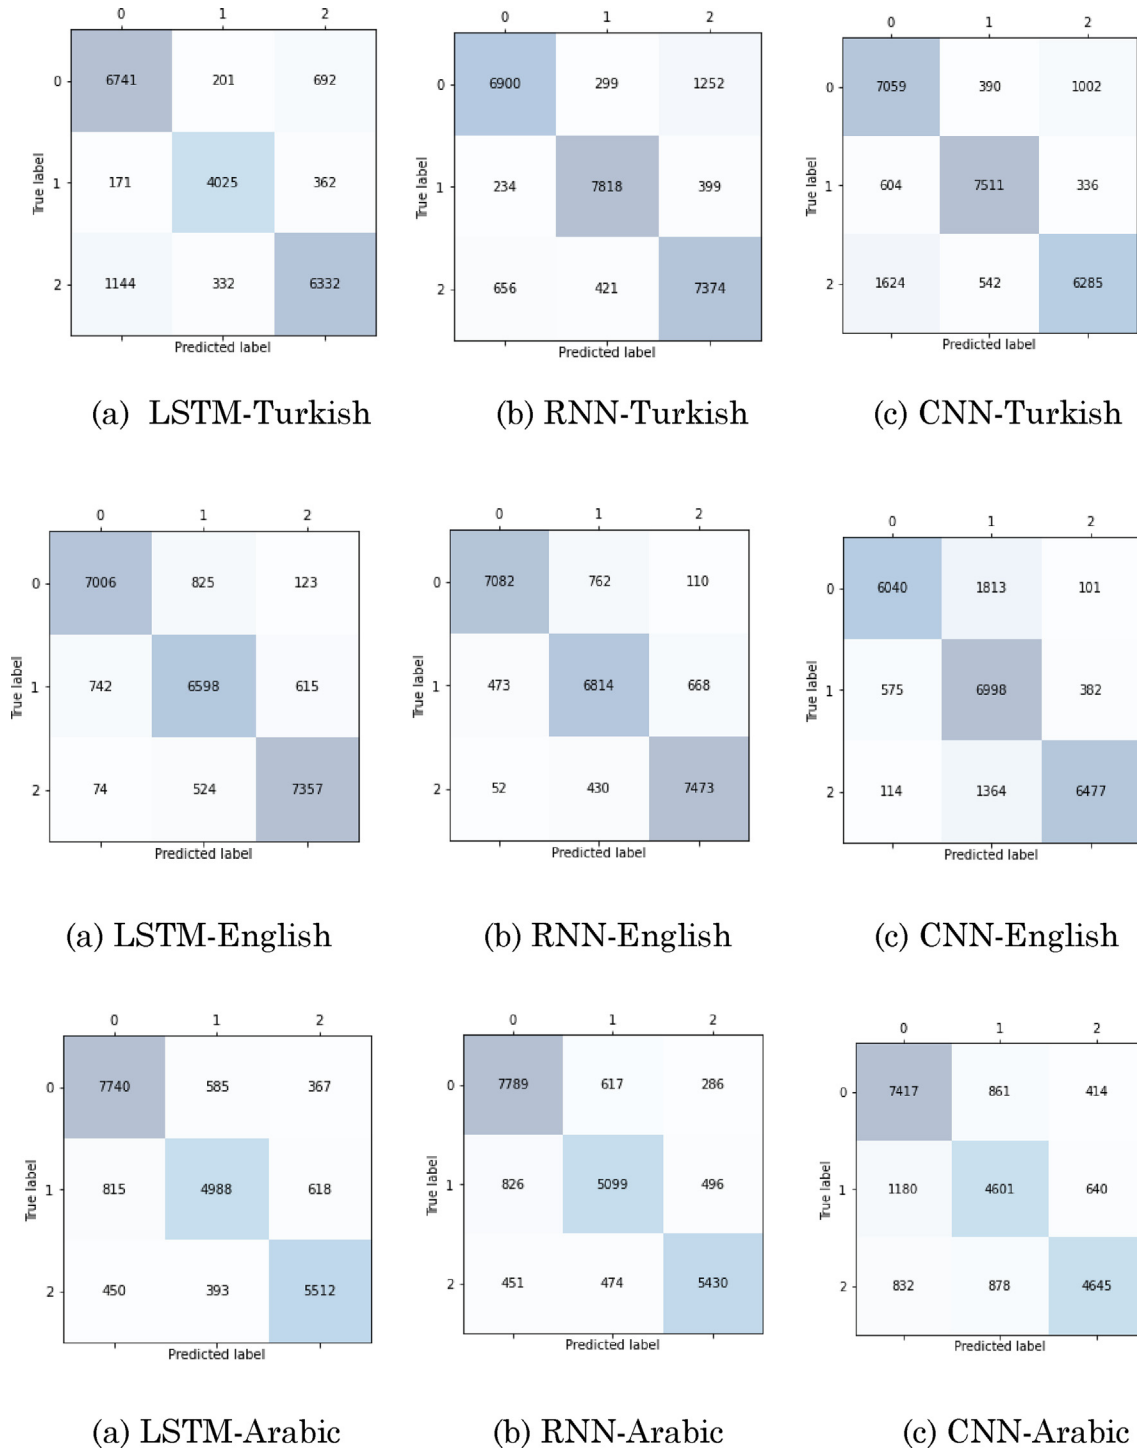 0 1 2
0 6741 201 692
1 171 4025 362
2 1144 332 6332
True label
Predicted label
0 1 2
0 6900 299 1252
1 234 7818 399
2 656 421 7374
True label
Predicted label
0 1 2
0 7059 390 1002
1 604 7511 336
2 1624 542 6285
True label
Predicted label
(a) LSTM-Turkish
(b) RNN-Turkish
(c) CNN-Turkish
0 1 2
0 7006 825 123
1 742 6598 615
2 74 524 7357
True label
Predicted label
0 1 2
0 7082 762 110
1 473 6814 668
2 52 430 7473
True label
Predicted label
0 1 2
0 6040 1813 101
1 575 6998 382
2 114 1364 6477
True label
Predicted label
(a) LSTM-English
(b) RNN-English
(c) CNN-English
0 1 2
0 7740 585 367
1 815 4988 618
2 450 393 5512
True label
Predicted label
0 1 2
0 7789 617 286
1 826 5099 496
2 451 474 5430
True label
Predicted label
0 1 2
0 7417 861 414
1 1180 4601 640
2 832 878 4645
True label
Predicted label
(a) LSTM-Arabic
(b) RNN-Arabic
(c) CNN-Arabic